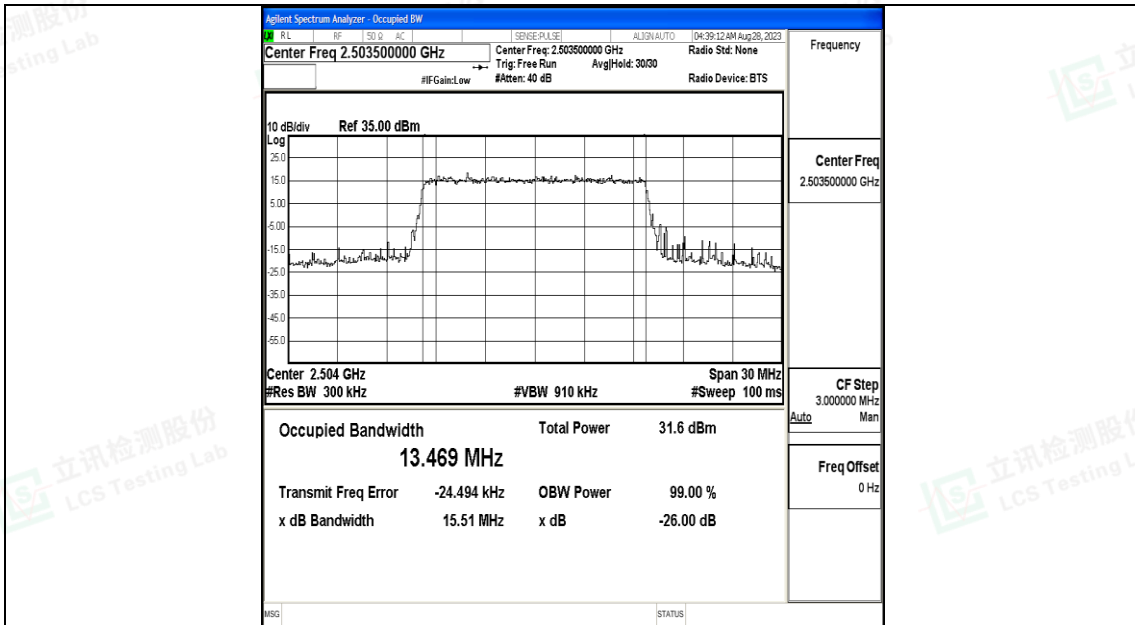 Agilent Spectrum Analyzer - Occupied BW
RL RF 50 Ω AC SENSE:PULSE ALIGN AUTO 04:39:12 AM Aug 28, 2023
Center Freq 2.503500000 GHz
Center Freq: 2.503500000 GHz
Radio Std: None
Trig: Free Run Avg|Hold: 30/30
#IFGain:Low
#Atten: 40 dB
Radio Device: BTS
10 dB/div Ref 35.00 dBm
Log
25.0
15.0
5.00
-5.00
-15.0
-25.0
-35.0
-45.0
-55.0
Center 2.504 GHz Span 30 MHz
#Res BW 300 kHz #VBW 910 kHz #Sweep 100 ms
Occupied Bandwidth Total Power 31.6 dBm
13.469 MHz
Transmit Freq Error -24.494 kHz OBW Power 99.00 %
x dB Bandwidth 15.51 MHz x dB -26.00 dB
MSG STATUS
Frequency
Center Freq
2.503500000 GHz
CF Step
3.000000 MHz
Auto Man
Freq Offset
0 Hz
立讯检测股份
LCS Testing Lab
立讯检测股份
LCS Testing L
测股份
esting Lab
立